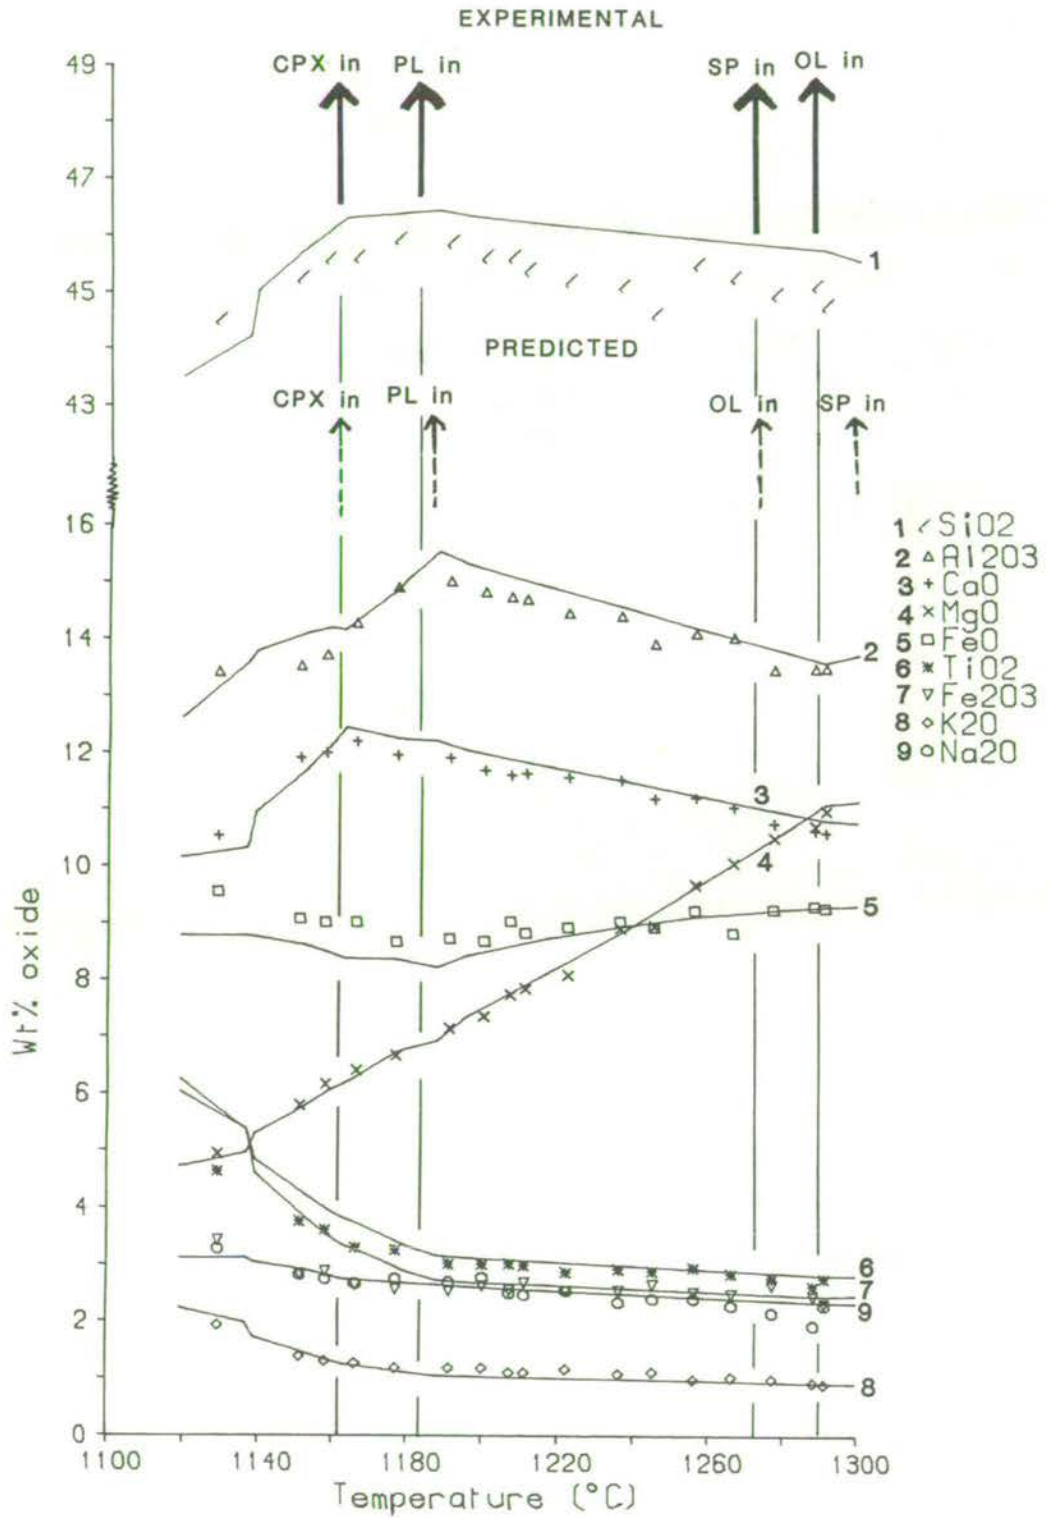 EXPERIMENTAL
CPX in PL in SP in OL in
49
47
45
43
1
PREDICTED
CPX in PL in OL in SP in
16
14
12
10
8
6
4
2
0
2
3
4
5
6
7
9
8
1 SiO2
2 Al2O3
3 CaO
4 MgO
5 FeO
6 TiO2
7 Fe2O3
8 K2O
9 Na2O
Wt% oxide
1100 1140 1180 1220 1260 1300
Temperature (°C)